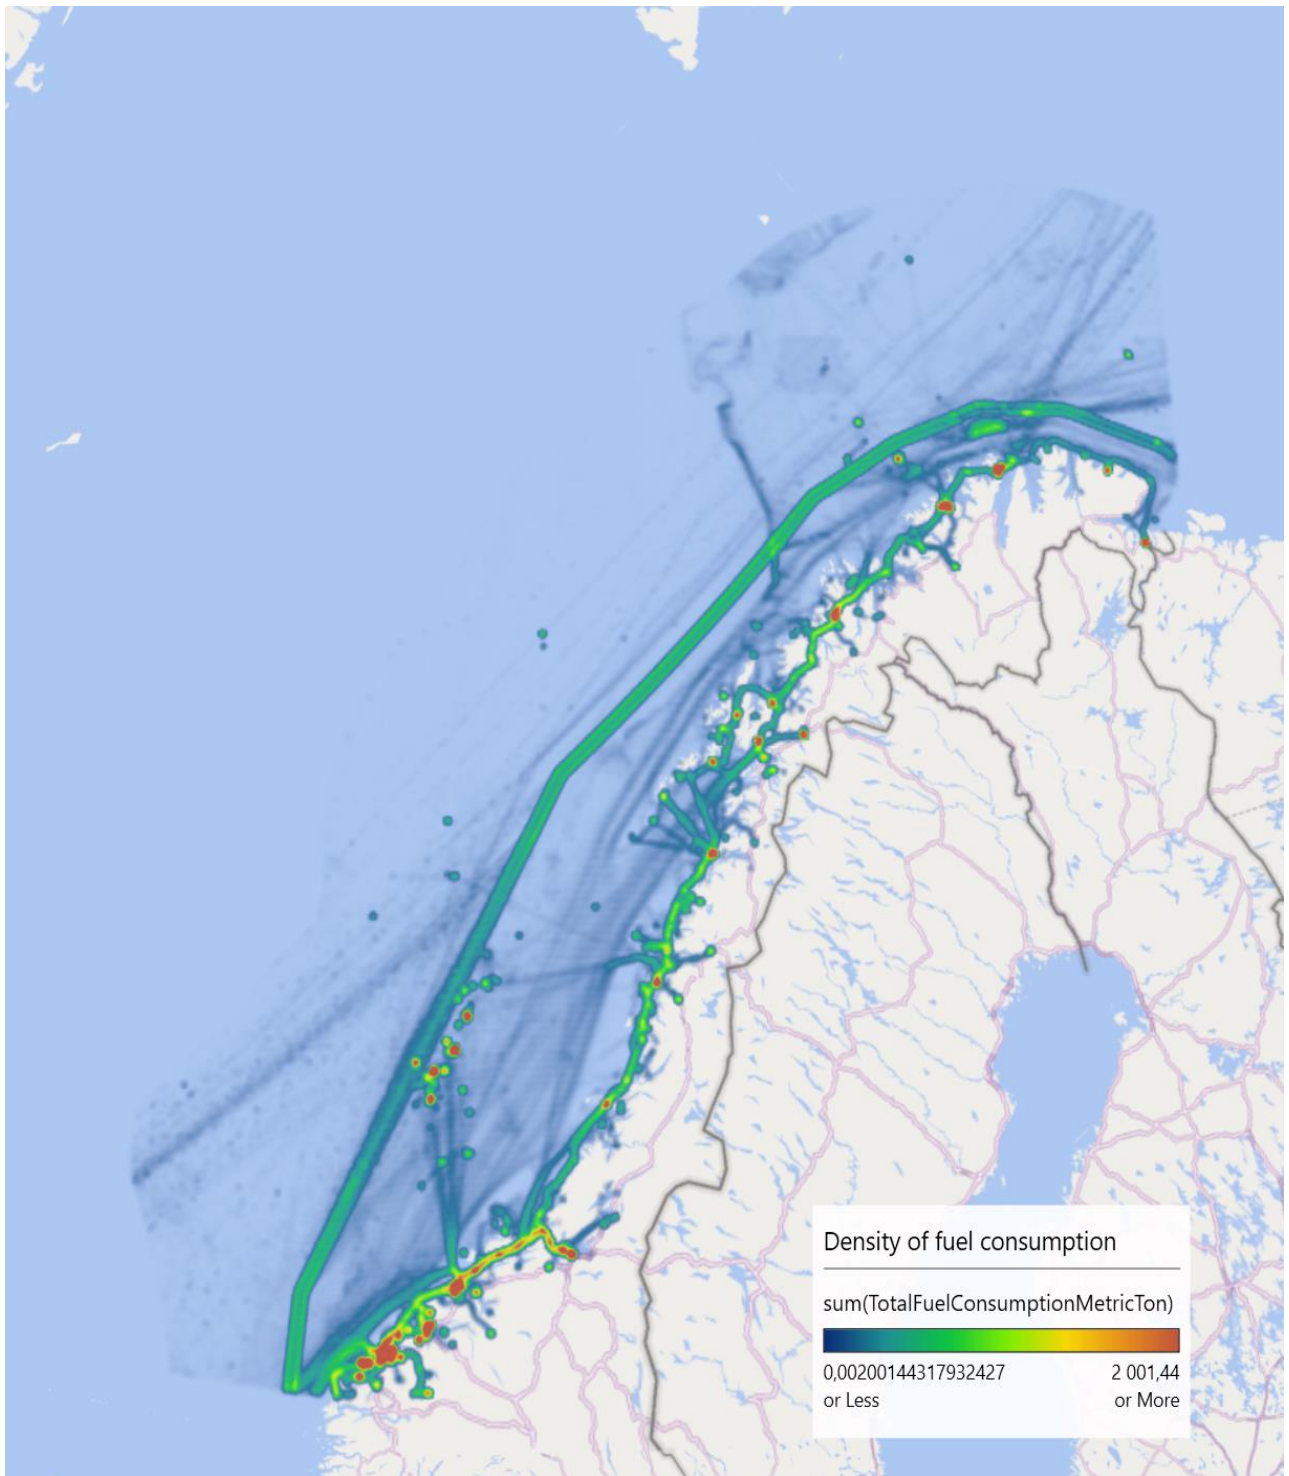 Density of fuel consumption
sum(TotalFuelConsumptionMetricTon)
0,00200144317932427 2 001,44
or Less or More